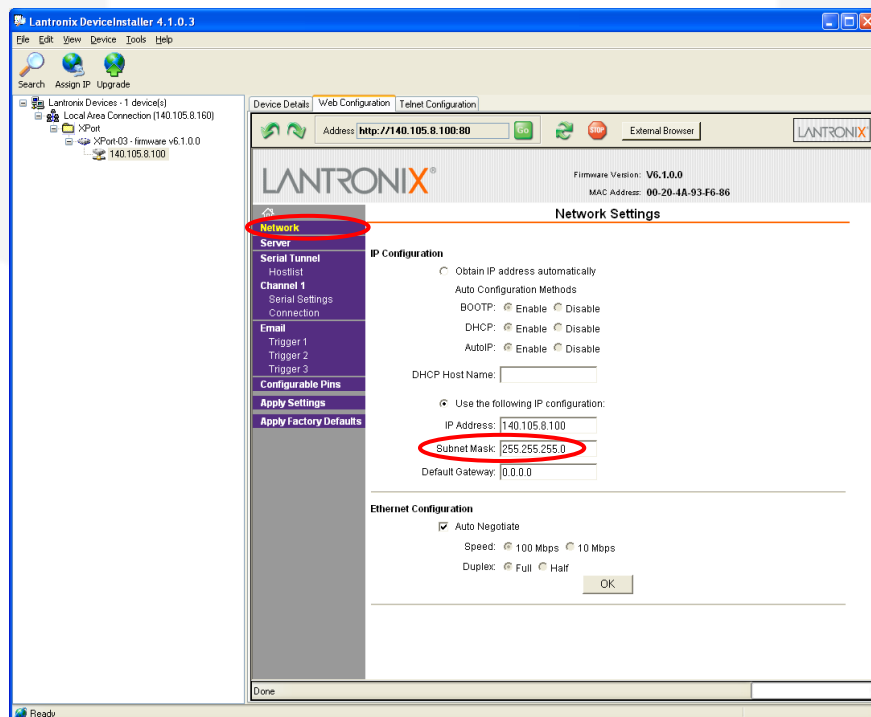 Lantronix DeviceInstaller 4.1.0.3
File Edit View Device Tools Help
Search Assign IP Upgrade
Lantronix Devices - 1 device(s)
Local Area Connection (140.105.8.160)
XPort
XPort-03 - firmware v6.1.0.0
140.105.8.100
Device Details Web Configuration Telnet Configuration
Address http://140.105.8.100:80 Go STOP External Browser LANTRONIX®
LANTRONIX®
Firmware Version: V6.1.0.0
MAC Address: 00-20-4A-93-F6-86
Network Settings
Network
Server
Serial Tunnel
Hostlist
Channel 1
Serial Settings
Connection
Email
Trigger 1
Trigger 2
Trigger 3
Configurable Pins
Apply Settings
Apply Factory Defaults
IP Configuration
Obtain IP address automatically
Auto Configuration Methods
BOOTP: Enable Disable
DHCP: Enable Disable
AutoIP: Enable Disable
DHCP Host Name:
Use the following IP configuration:
IP Address: 140.105.8.100
Subnet Mask: 255.255.255.0
Default Gateway: 0.0.0.0
Ethernet Configuration
Auto Negotiate
Speed: 100 Mbps 10 Mbps
Duplex: Full Half
OK
Done
Ready